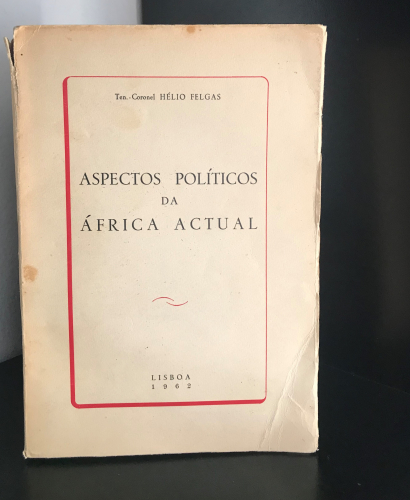 Ten.-Coronel HÉLIO FELGAS
ASPECTOS POLÍTICOS
DA
ÁFRICA ACTUAL
LISBOA
1962